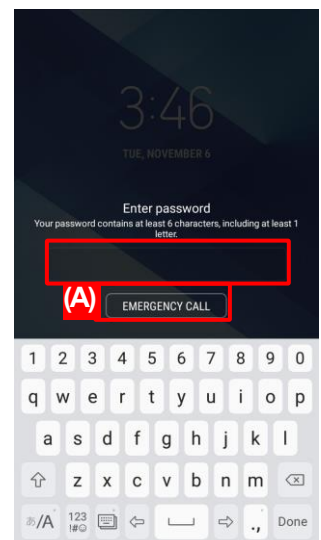 3:46
TUE, NOVEMBER 6
Enter password
Your password contains at least 6 characters, including at least 1
letter.
(A) EMERGENCY CALL
1 2 3 4 5 6 7 8 9 0
q w e r t y u i o p
a s d f g h j k l
z x c v b n m
あ/A 123 !#☺ ., Done